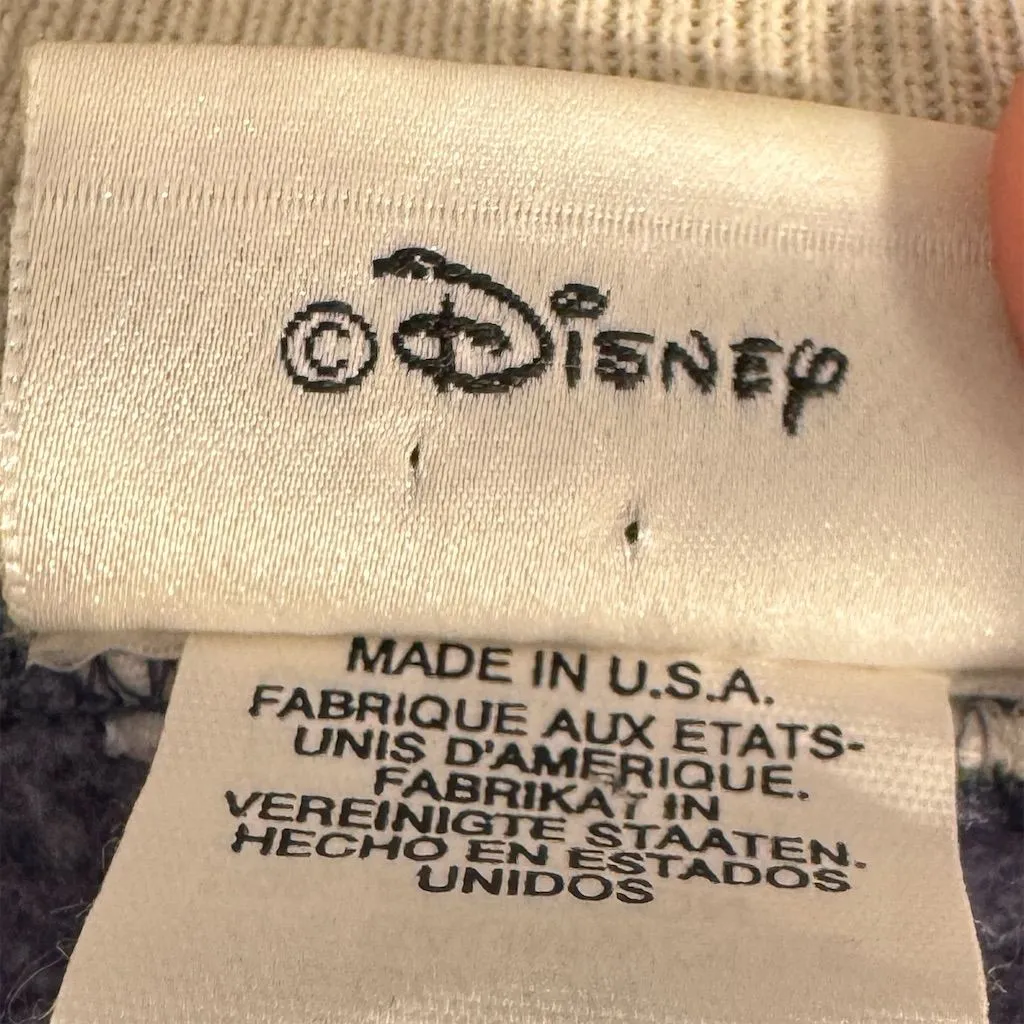 © Disney
MADE IN U.S.A.
FABRIQUE AUX ETATS-
UNIS D'AMERIQUE.
FABRIKAT IN
VEREINIGTE STAATEN.
HECHO EN ESTADOS
UNIDOS